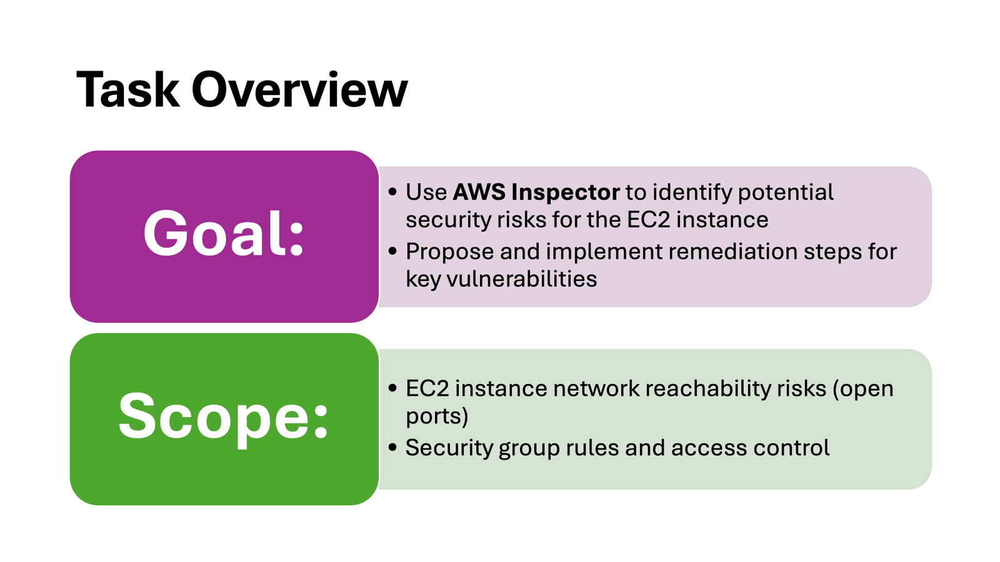 Task Overview
Goal:
• Use AWS Inspector to identify potential
security risks for the EC2 instance
• Propose and implement remediation steps for
key vulnerabilities
Scope:
• EC2 instance network reachability risks (open
ports)
• Security group rules and access control